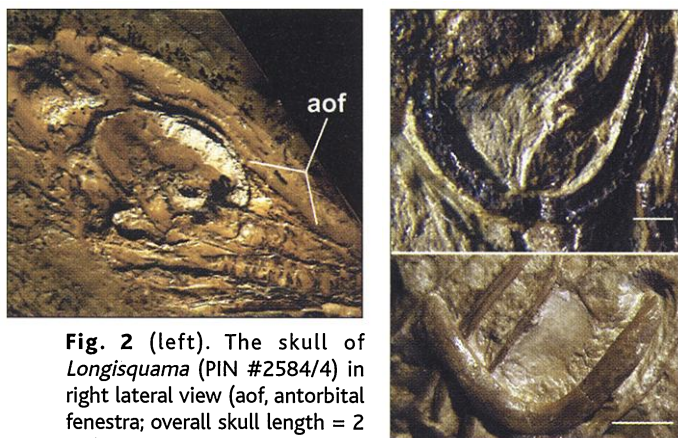 aof
Fig. 2 (left). The skull of
Longisquama (PIN #2584/4) in
right lateral view (aof, antorbital
fenestra; overall skull length = 2